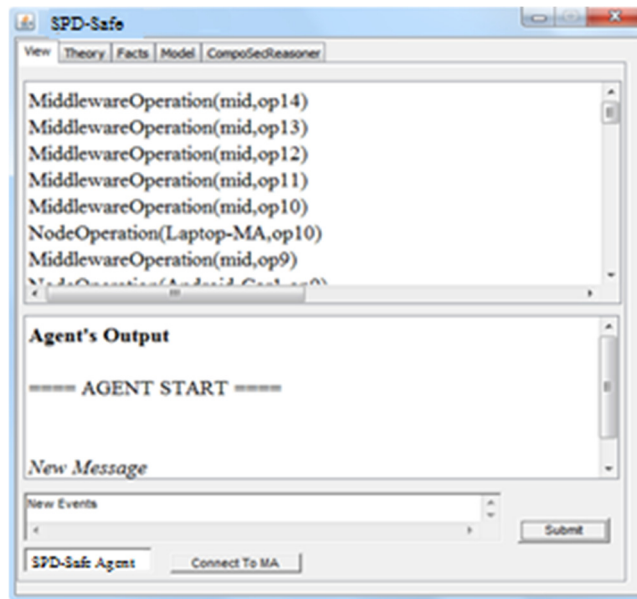 SPD-Safe
View Theory Facts Model CompoSecReasoner
MiddlewareOperation(mid,op14)
MiddlewareOperation(mid,op13)
MiddlewareOperation(mid,op12)
MiddlewareOperation(mid,op11)
MiddlewareOperation(mid,op10)
NodeOperation(Laptop-MA,op10)
MiddlewareOperation(mid,op9)
Agent's Output
==== AGENT START ====
New Message
New Events
Submit
SPD-Safe Agent
Connect To MA